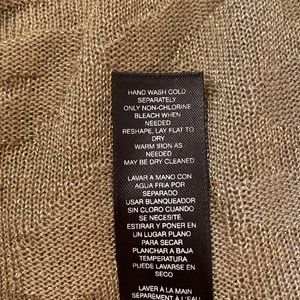 HAND WASH COLD
SEPARATELY
ONLY NON-CHLORINE
BLEACH WHEN
NEEDED
RESHAPE, LAY FLAT TO
DRY
WARM IRON AS
NEEDED
MAY BE DRY CLEANED
LAVAR A MANO CON
AGUA FRIA POR
SEPARADO
USAR BLANQUEADOR
SIN CLORO CUANDO
SE NECESITE.
ESTIRAR Y PONER EN
UN LUGAR PLANO
PARA SECAR
PLANCHAR A BAJA
TEMPERATURA
PUEDE LAVARSE EN
SECO
LAVER À LA MAIN
SÉPARÉMENT À L'EAU